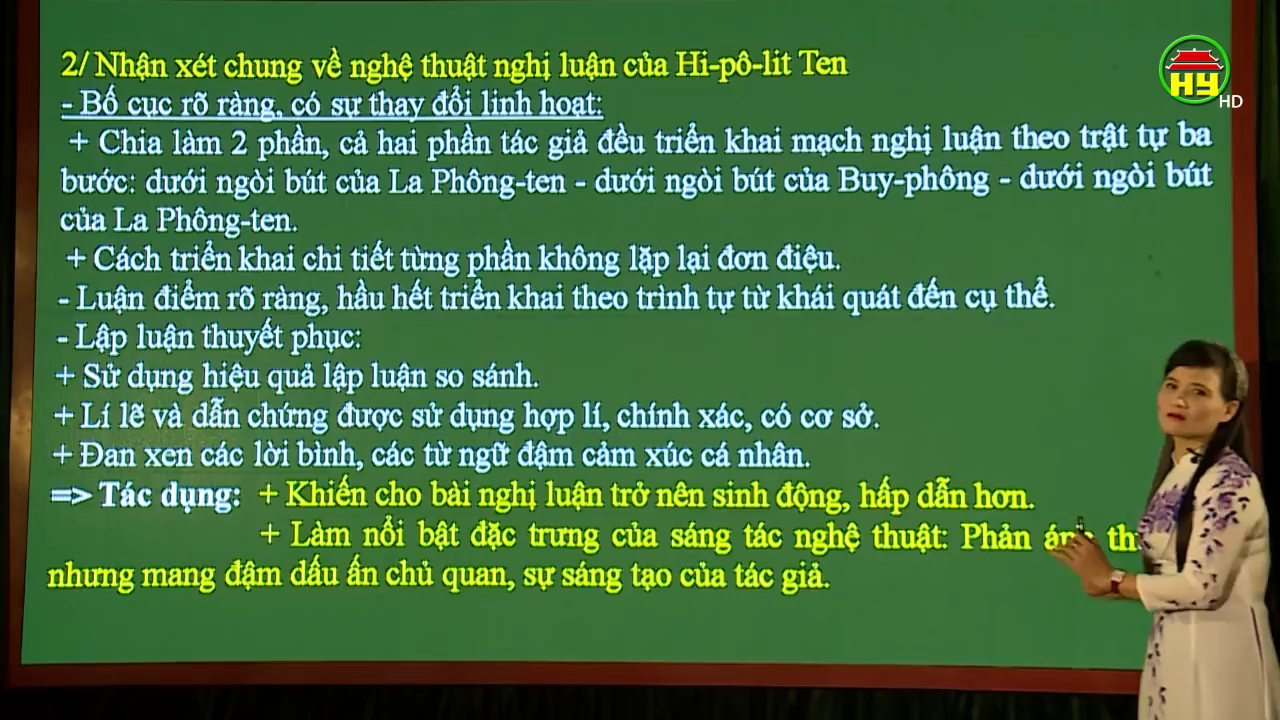 2/ Nhận xét chung về nghệ thuật nghị luận của Hi-pô-lit Ten
- Bố cục rõ ràng, có sự thay đổi linh hoạt:
+ Chia làm 2 phần, cả hai phần tác giả đều triển khai mạch nghị luận theo trật tự ba
bước: dưới ngòi bút của La Phông-ten - dưới ngòi bút của Buy-phông - dưới ngòi bút
của La Phông-ten.
+ Cách triển khai chi tiết từng phần không lặp lại đơn điệu.
- Luận điểm rõ ràng, hầu hết triển khai theo trình tự từ khái quát đến cụ thể.
- Lập luận thuyết phục:
+ Sử dụng hiệu quả lập luận so sánh.
+ Lí lẽ và dẫn chứng được sử dụng hợp lí, chính xác, có cơ sở.
+ Đan xen các lời bình, các từ ngữ đậm cảm xúc cá nhân.
=> Tác dụng: + Khiến cho bài nghị luận trở nên sinh động, hấp dẫn hơn.
+ Làm nổi bật đặc trưng của sáng tác nghệ thuật: Phản
nhưng mang đậm dấu ấn chủ quan, sự sáng tạo của tác giả.
HY
HD